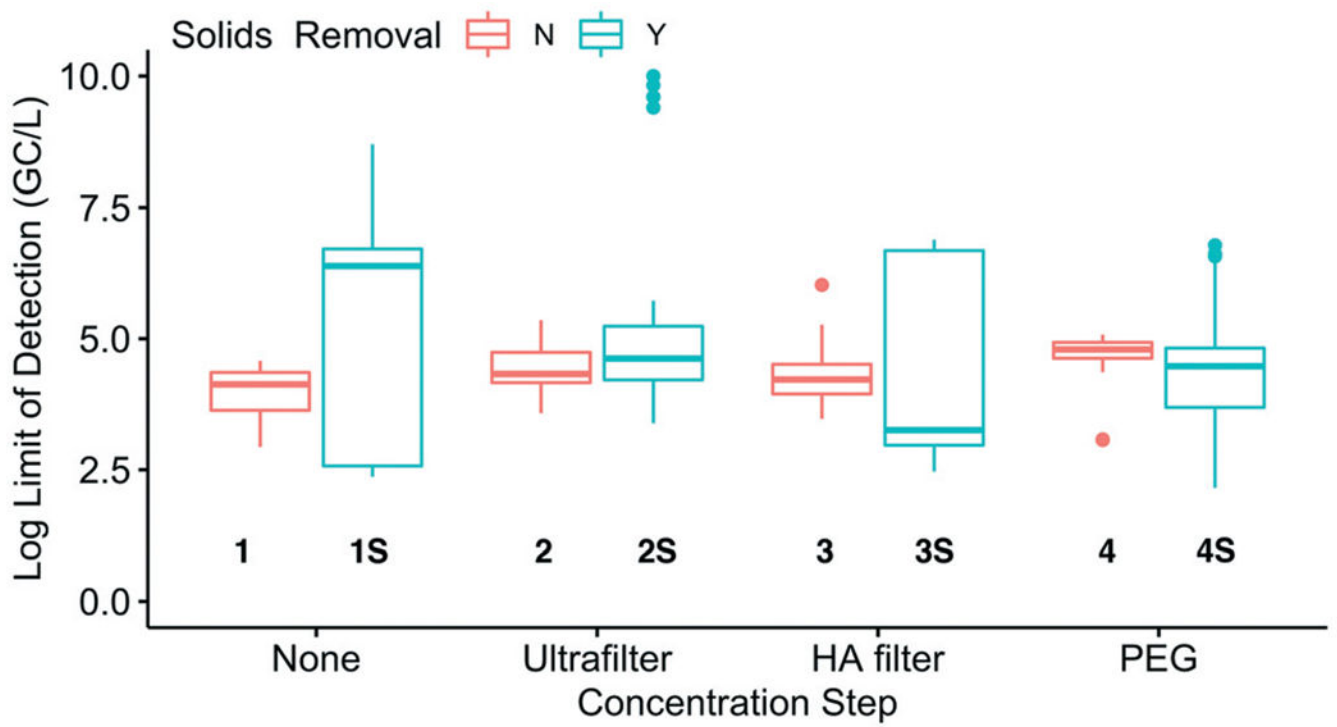 Solids Removal N Y
Log Limit of Detection (GC/L)
10.0
7.5
5.0
2.5
0.0
1 1S 2 2S 3 3S 4 4S
None Ultrafilter HA filter PEG
Concentration Step